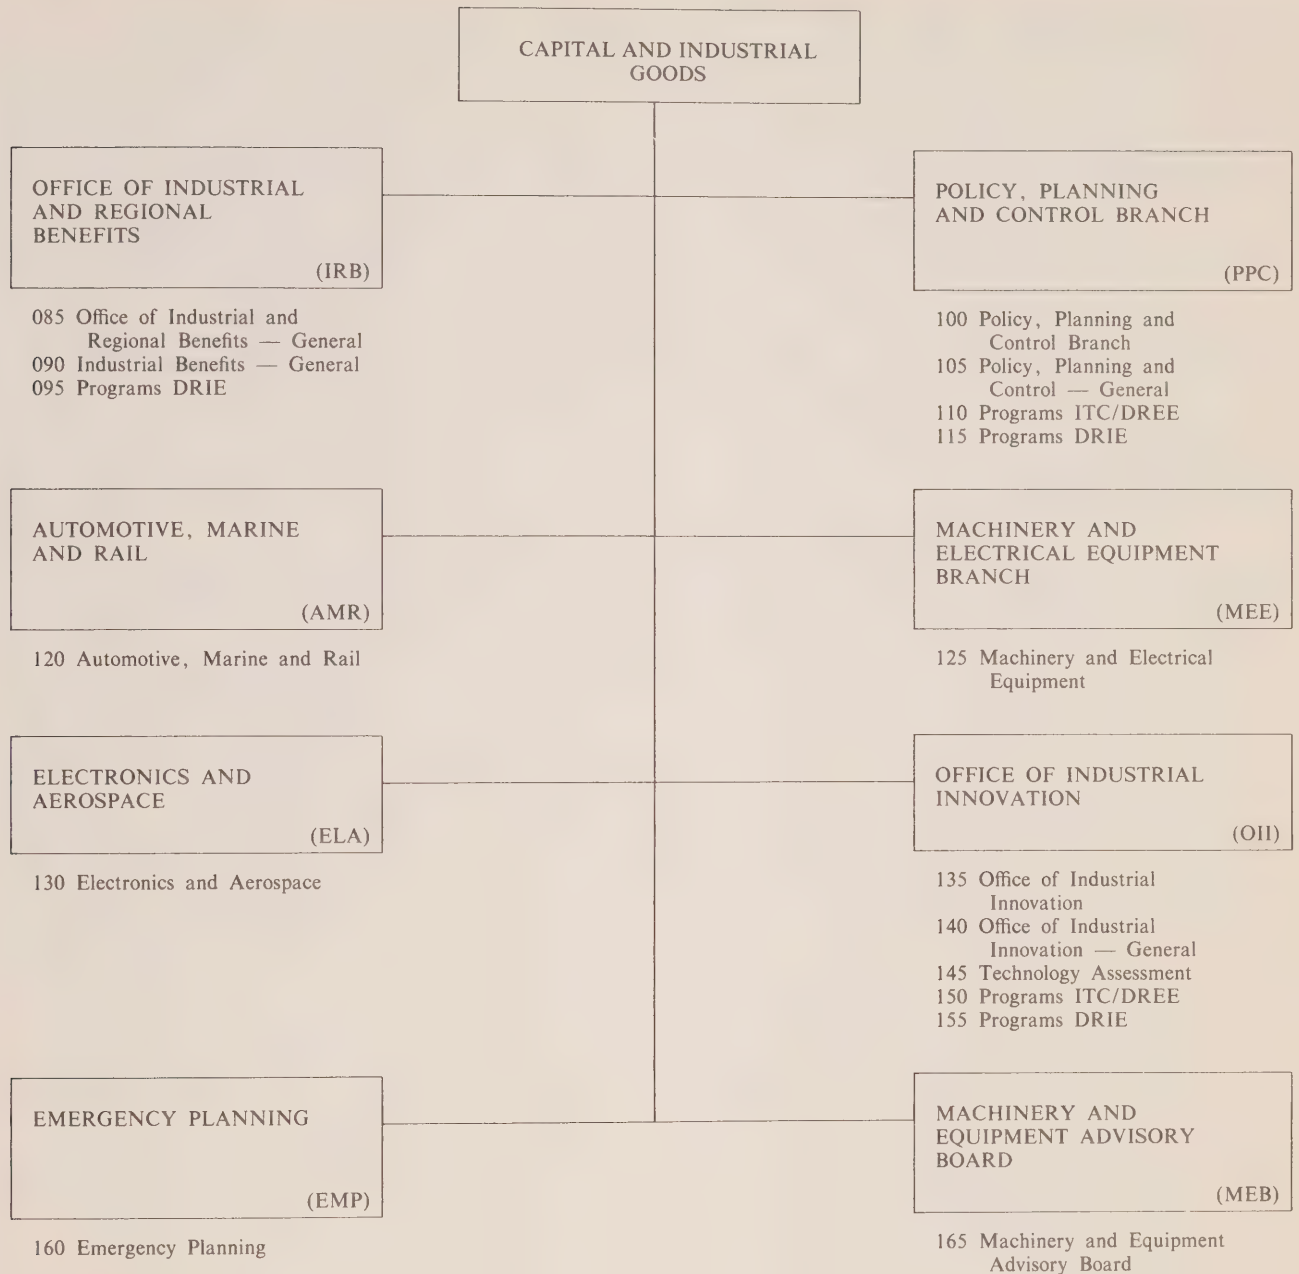 CAPITAL AND INDUSTRIAL
GOODS
OFFICE OF INDUSTRIAL
AND REGIONAL
BENEFITS
(IRB)
085 Office of Industrial and
Regional Benefits — General
090 Industrial Benefits — General
095 Programs DRIE
POLICY, PLANNING
AND CONTROL BRANCH
(PPC)
100 Policy, Planning and
Control Branch
105 Policy, Planning and
Control — General
110 Programs ITC/DREE
115 Programs DRIE
AUTOMOTIVE, MARINE
AND RAIL
(AMR)
120 Automotive, Marine and Rail
MACHINERY AND
ELECTRICAL EQUIPMENT
BRANCH
(MEE)
125 Machinery and Electrical
Equipment
ELECTRONICS AND
AEROSPACE
(ELA)
130 Electronics and Aerospace
OFFICE OF INDUSTRIAL
INNOVATION
(OII)
135 Office of Industrial
Innovation
140 Office of Industrial
Innovation — General
145 Technology Assessment
150 Programs ITC/DREE
155 Programs DRIE
EMERGENCY PLANNING
(EMP)
160 Emergency Planning
MACHINERY AND
EQUIPMENT ADVISORY
BOARD
(MEB)
165 Machinery and Equipment
Advisory Board